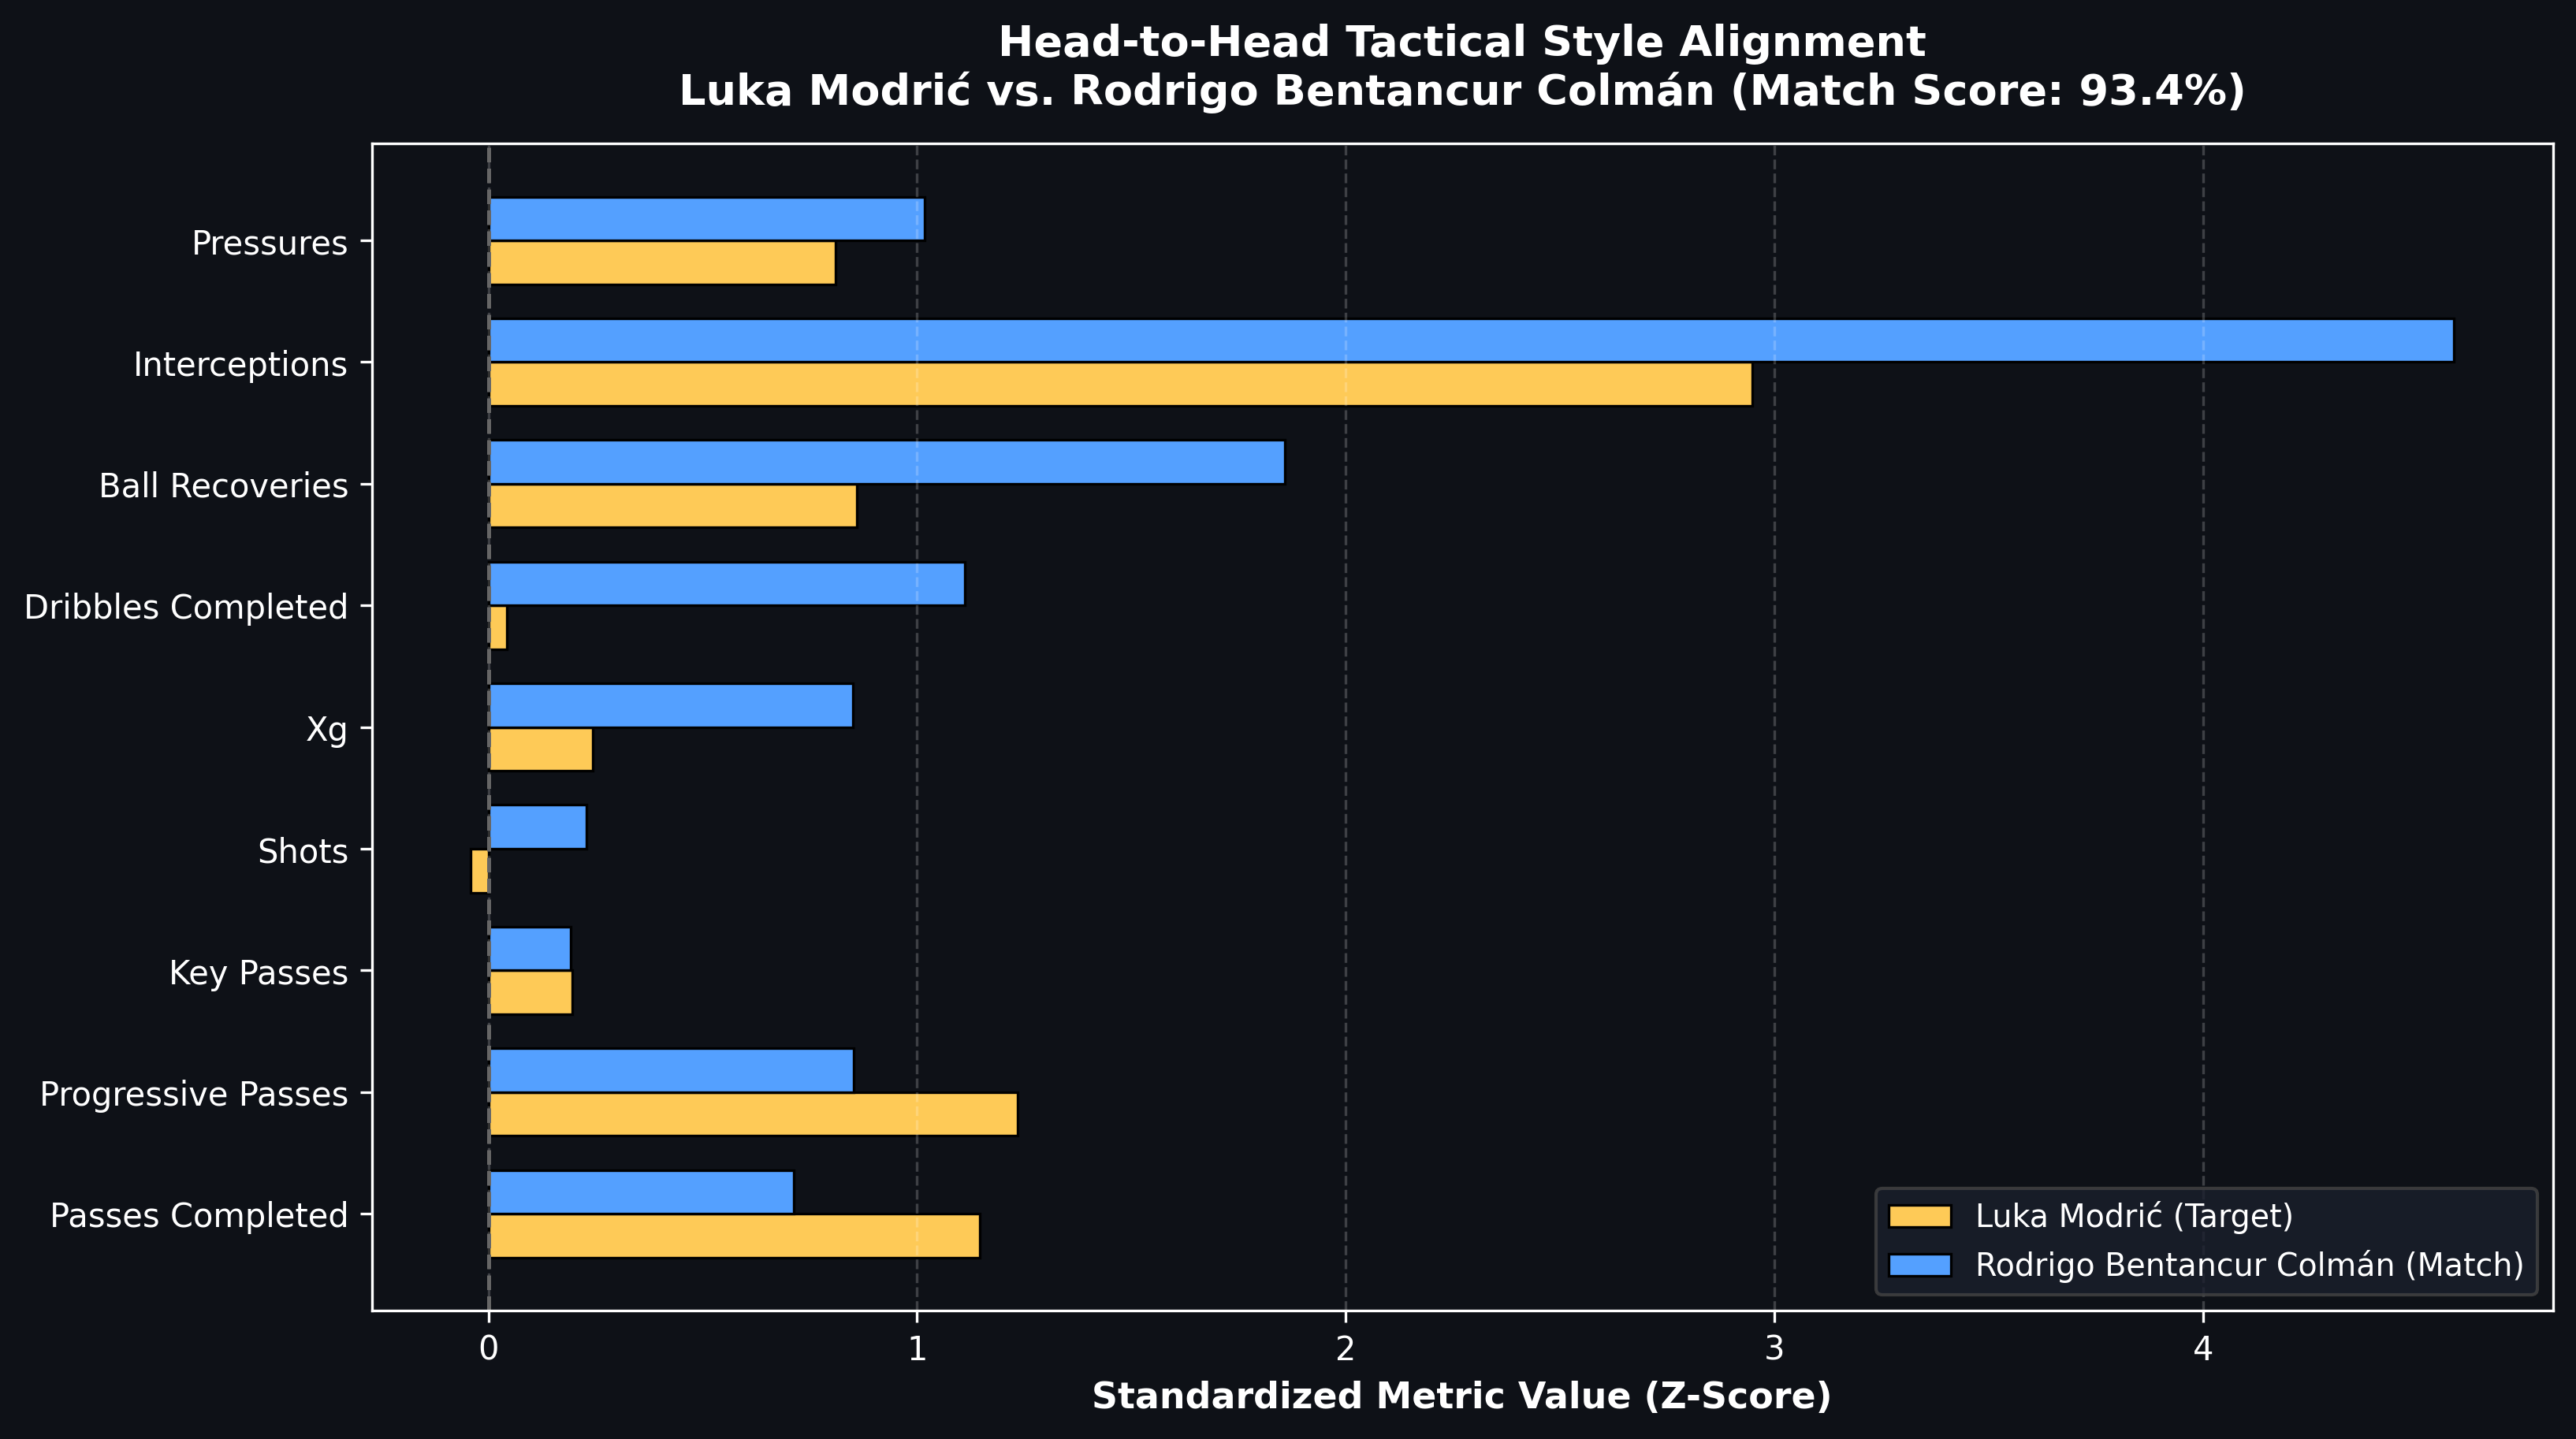 Head-to-Head Tactical Style Alignment
Luka Modrić vs. Rodrigo Bentancur Colmán (Match Score: 93.4%)
Pressures
Interceptions
Ball Recoveries
Dribbles Completed
Xg
Shots
Key Passes
Progressive Passes
Passes Completed
Luka Modrić (Target)
Rodrigo Bentancur Colmán (Match)
0 1 2 3 4
Standardized Metric Value (Z-Score)